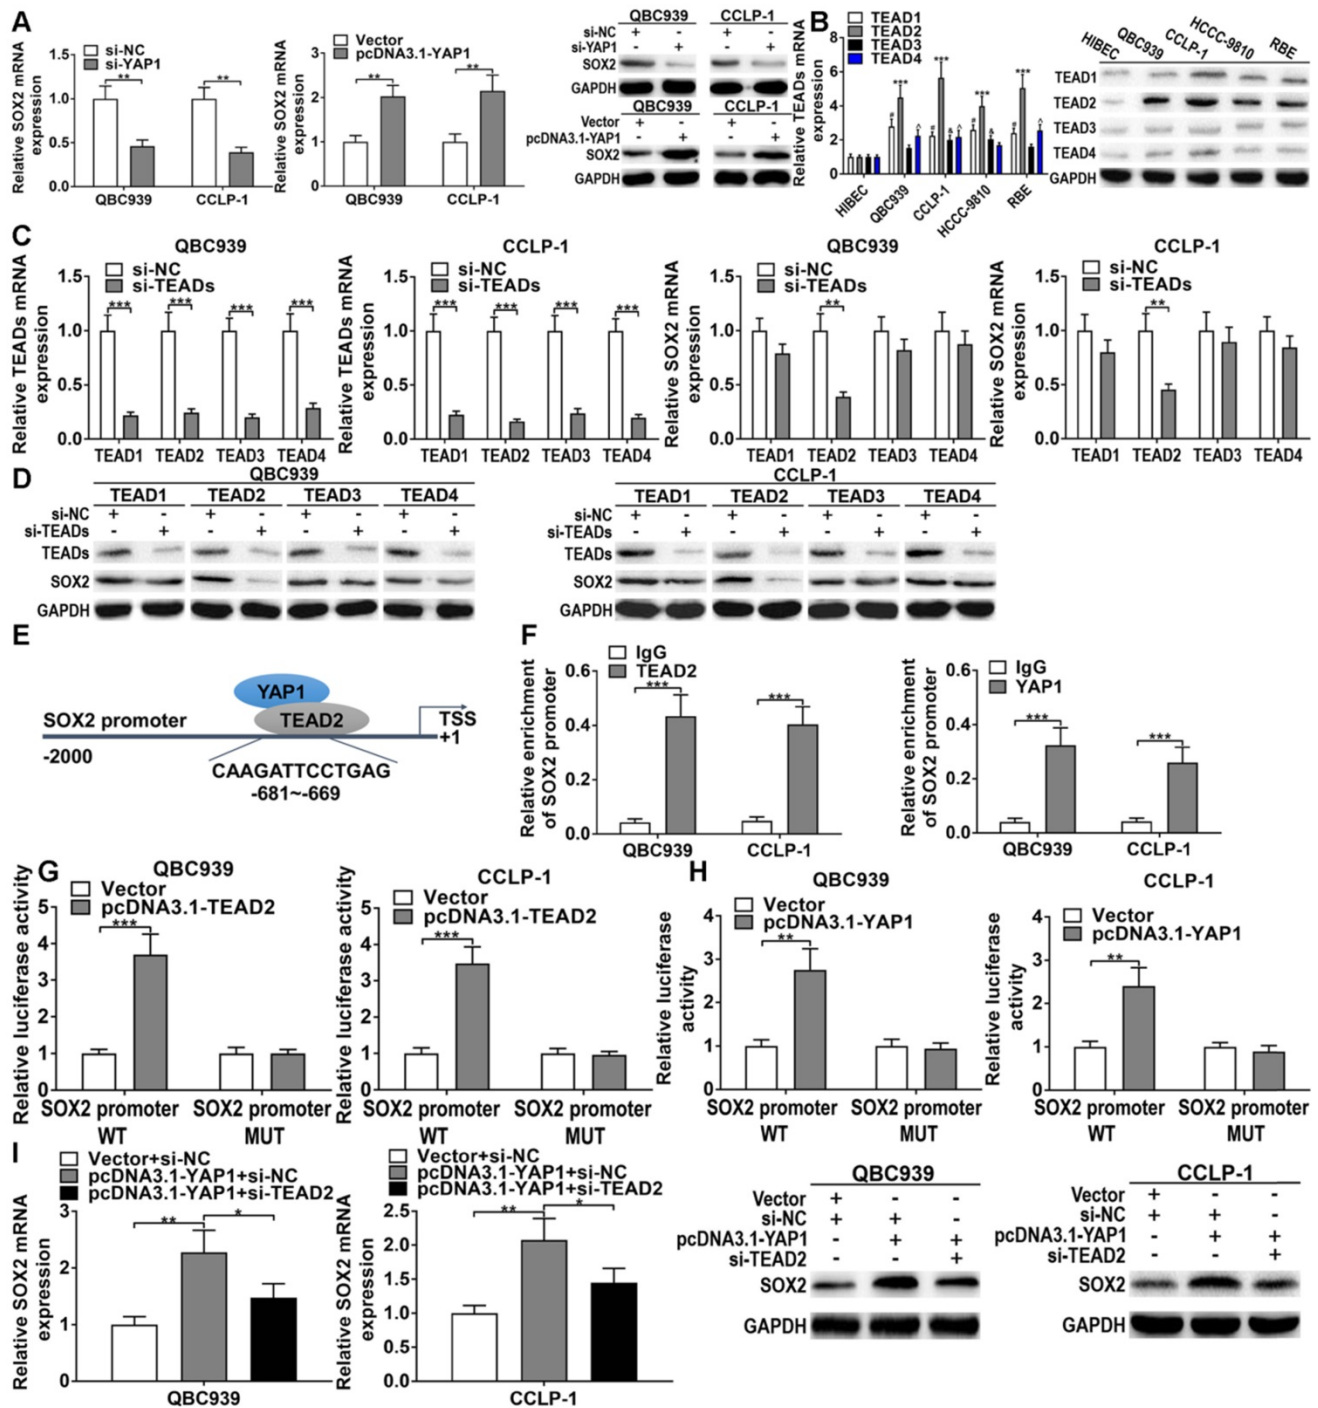 A
Relative SOX2 mRNA
expression
si-NC
si-YAP1
1.5
1.0
0.5
0.0
**
**
QBC939
CCLP-1
Relative SOX2 mRNA
expression
Vector
pcDNA3.1-YAP1
3
2
1
0
**
**
QBC939
CCLP-1
QBC939 CCLP-1
si-NC + - + -
si-YAP1 - + - +
SOX2
GAPDH
QBC939 CCLP-1
Vector + - + -
pcDNA3.1-YAP1 - + - +
SOX2
GAPDH
B
Relative TEADs mRNA
expression
TEAD1
TEAD2
TEAD3
TEAD4
8
6
4
2
0
# *** ^
# *** & ^
# *** &
# *** ^
HIBEC
QBC939
CCLP-1
HCCC-9810
RBE
HIBEC
QBC939
CCLP-1
HCCC-9810
RBE
TEAD1
TEAD2
TEAD3
TEAD4
GAPDH
C
QBC939
Relative TEADs mRNA
expression
si-NC
si-TEADs
1.5
1.0
0.5
0.0
*** *** *** ***
TEAD1 TEAD2 TEAD3 TEAD4
CCLP-1
Relative TEADs mRNA
expression
si-NC
si-TEADs
1.5
1.0
0.5
0.0
*** *** *** ***
TEAD1 TEAD2 TEAD3 TEAD4
QBC939
Relative SOX2 mRNA
expression
si-NC
si-TEADs
1.5
1.0
0.5
0.0
**
TEAD1 TEAD2 TEAD3 TEAD4
CCLP-1
Relative SOX2 mRNA
expression
si-NC
si-TEADs
1.5
1.0
0.5
0.0
**
TEAD1 TEAD2 TEAD3 TEAD4
D
QBC939
TEAD1 TEAD2 TEAD3 TEAD4
si-NC + - + - + - + -
si-TEADs - + - + - + - +
TEADs
SOX2
GAPDH
CCLP-1
TEAD1 TEAD2 TEAD3 TEAD4
si-NC + - + - + - + -
si-TEADs - + - + - + - +
TEADs
SOX2
GAPDH
E
YAP1
TEAD2
SOX2 promoter
TSS
+1
-2000
CAAGATTCCTGAG
-681~-669
F
Relative enrichment
of SOX2 promoter
IgG
TEAD2
0.6
0.4
0.2
0.0
***
***
QBC939
CCLP-1
Relative enrichment
of SOX2 promoter
IgG
YAP1
0.6
0.4
0.2
0.0
***
***
QBC939
CCLP-1
G
QBC939
Relative luciferase activity
Vector
pcDNA3.1-TEAD2
5
4
3
2
1
0
***
SOX2 promoter SOX2 promoter
WT MUT
CCLP-1
Relative luciferase activity
Vector
pcDNA3.1-TEAD2
5
4
3
2
1
0
***
SOX2 promoter SOX2 promoter
WT MUT
H
QBC939
Relative luciferase
activity
Vector
pcDNA3.1-YAP1
4
3
2
1
0
**
SOX2 promoter SOX2 promoter
WT MUT
CCLP-1
Relative luciferase
activity
Vector
pcDNA3.1-YAP1
4
3
2
1
0
**
SOX2 promoter SOX2 promoter
WT MUT
I
Relative SOX2 mRNA
expression
Vector+si-NC
pcDNA3.1-YAP1+si-NC
pcDNA3.1-YAP1+si-TEAD2
3
2
1
0
**
*
QBC939
Relative SOX2 mRNA
expression
Vector+si-NC
pcDNA3.1-YAP1+si-NC
pcDNA3.1-YAP1+si-TEAD2
2.5
2.0
1.5
1.0
0.5
0.0
**
*
CCLP-1
QBC939
Vector + - -
si-NC + + -
pcDNA3.1-YAP1 - + +
si-TEAD2 - - +
SOX2
GAPDH
CCLP-1
Vector + - -
si-NC + + -
pcDNA3.1-YAP1 - + +
si-TEAD2 - - +
SOX2
GAPDH